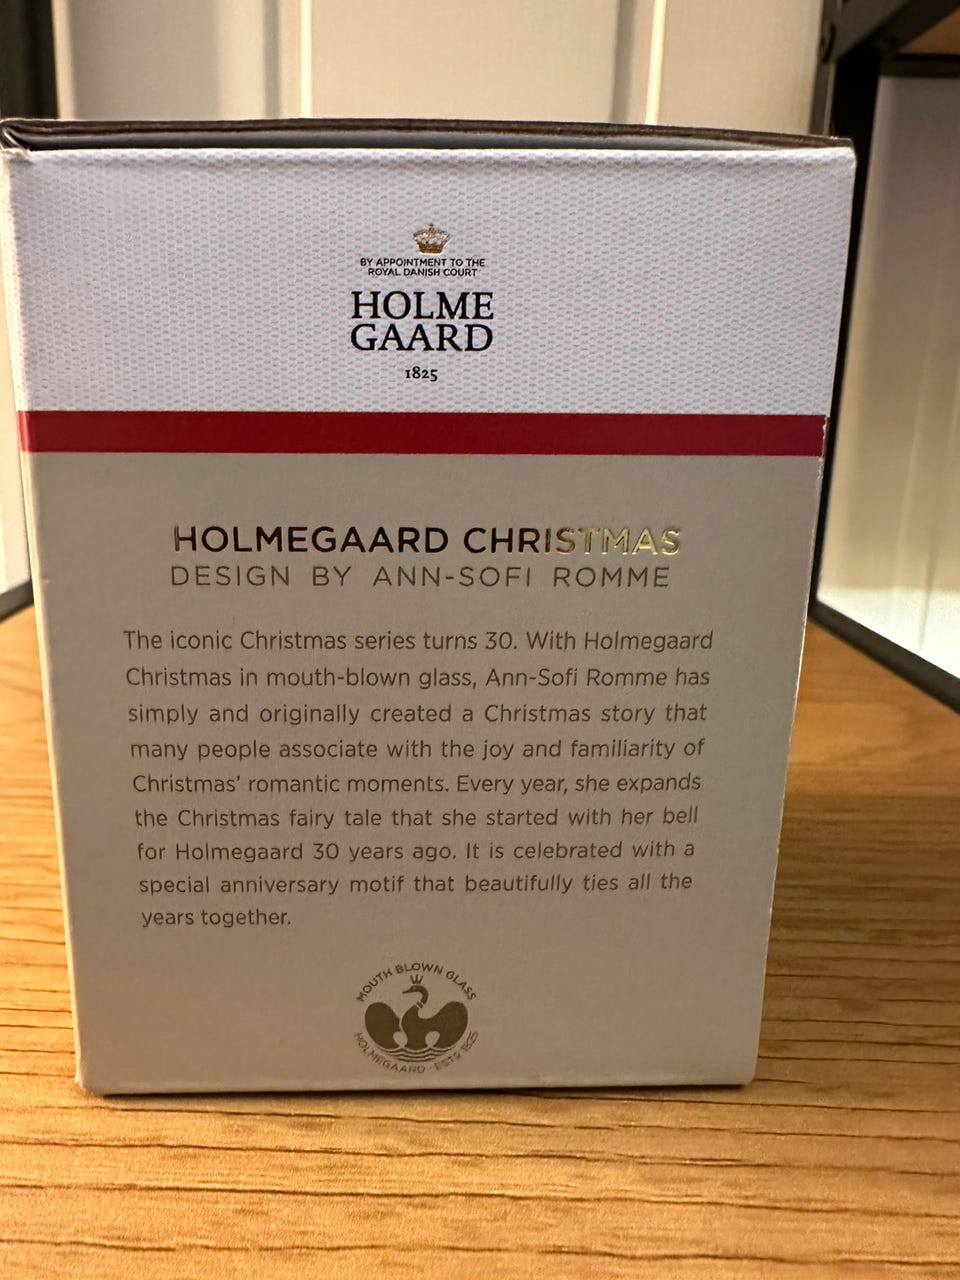 BY APPOINTMENT TO THE
ROYAL DANISH COURT
HOLME
GAARD
1825
HOLMEGAARD CHRISTMAS
DESIGN BY ANN-SOFI ROMME
The iconic Christmas series turns 30. With Holmegaard
Christmas in mouth-blown glass, Ann-Sofi Romme has
simply and originally created a Christmas story that
many people associate with the joy and familiarity of
Christmas’ romantic moments. Every year, she expands
the Christmas fairy tale that she started with her bell
for Holmegaard 30 years ago. It is celebrated with a
special anniversary motif that beautifully ties all the
years together.
MOUTH BLOWN GLASS
HOLMEGAARD · ESTD 1825